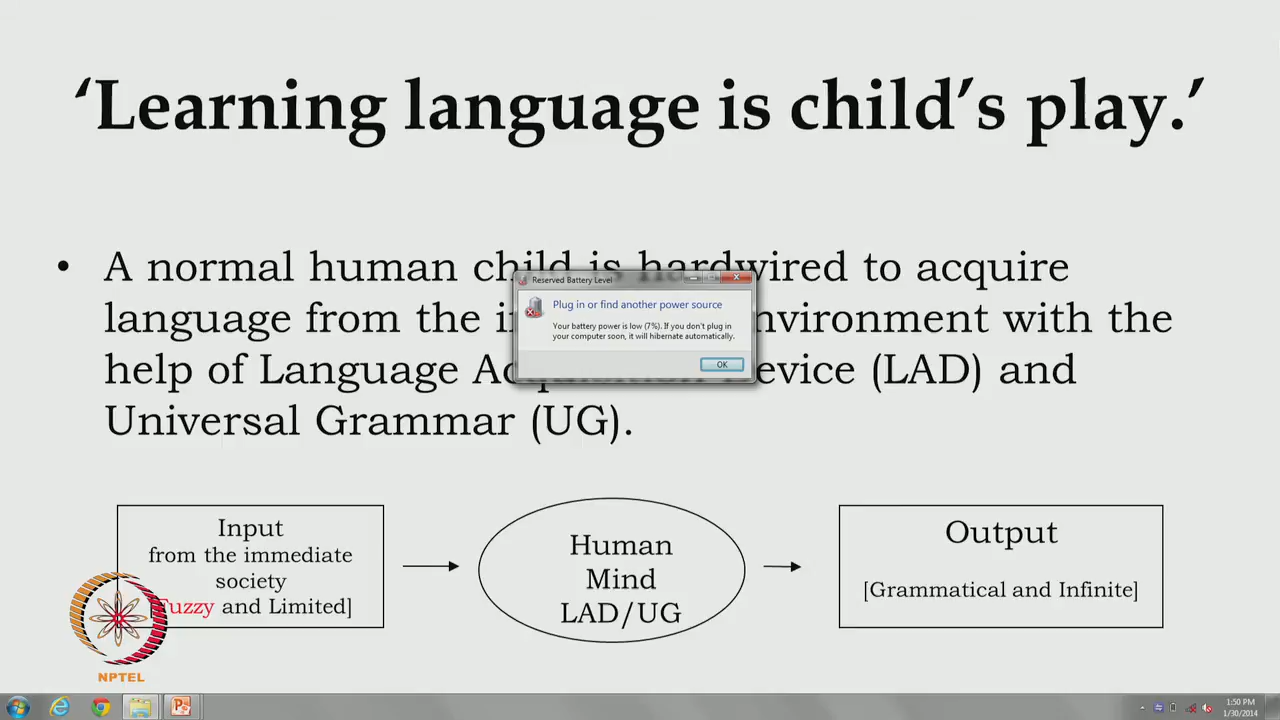 ‘Learning language is child’s play.’
• A normal human child is hardwired to acquire
language from the nvironment with the
help of Language evice (LAD) and
Universal Grammar (UG).
Reserved Battery Level
Plug in or find another power source
Your battery power is low (7%). If you don't plug in
your computer soon, it will hibernate automatically.
OK
Input
from the immediate
society
[Fuzzy and Limited]
Human
Mind
LAD/UG
Output
[Grammatical and Infinite]
NPTEL
1:50 PM
1/30/2014